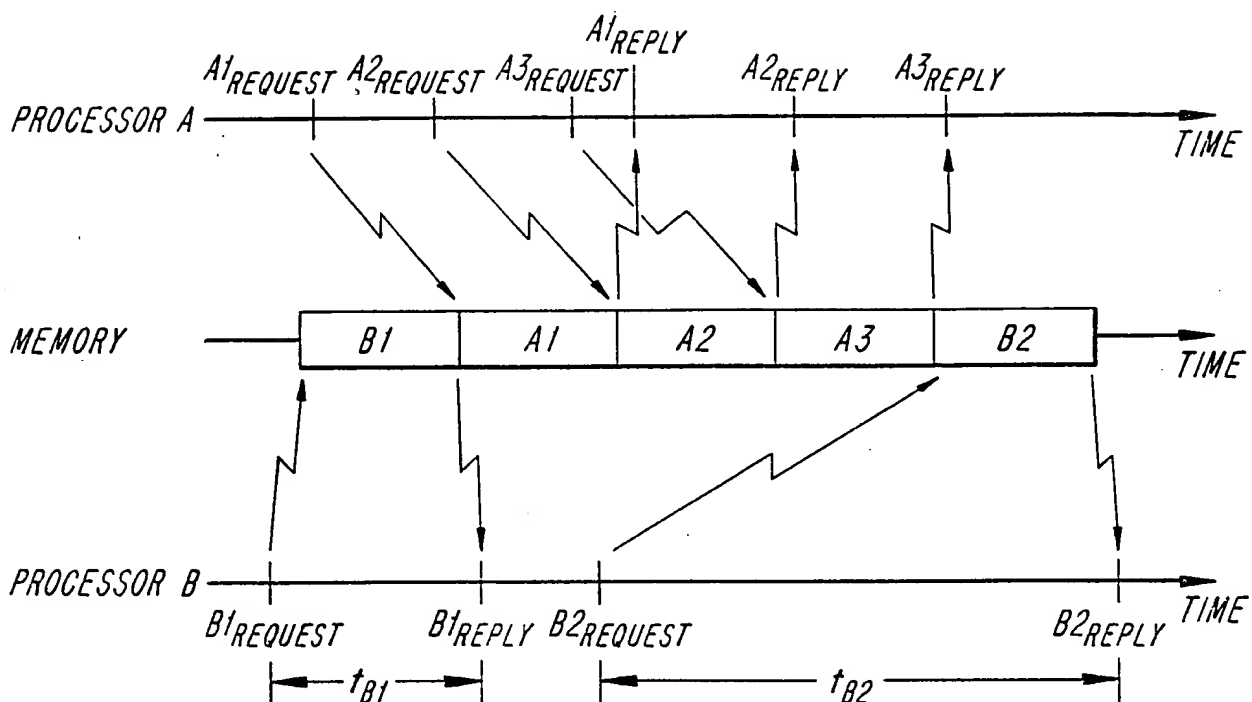 A1REPLY
A1REQUEST A2REQUEST A3REQUEST A2REPLY A3REPLY
PROCESSOR A
TIME
MEMORY B1 A1 A2 A3 B2
TIME
PROCESSOR B
TIME
B1REQUEST B1REPLY B2REQUEST B2REPLY
tB1 tB2